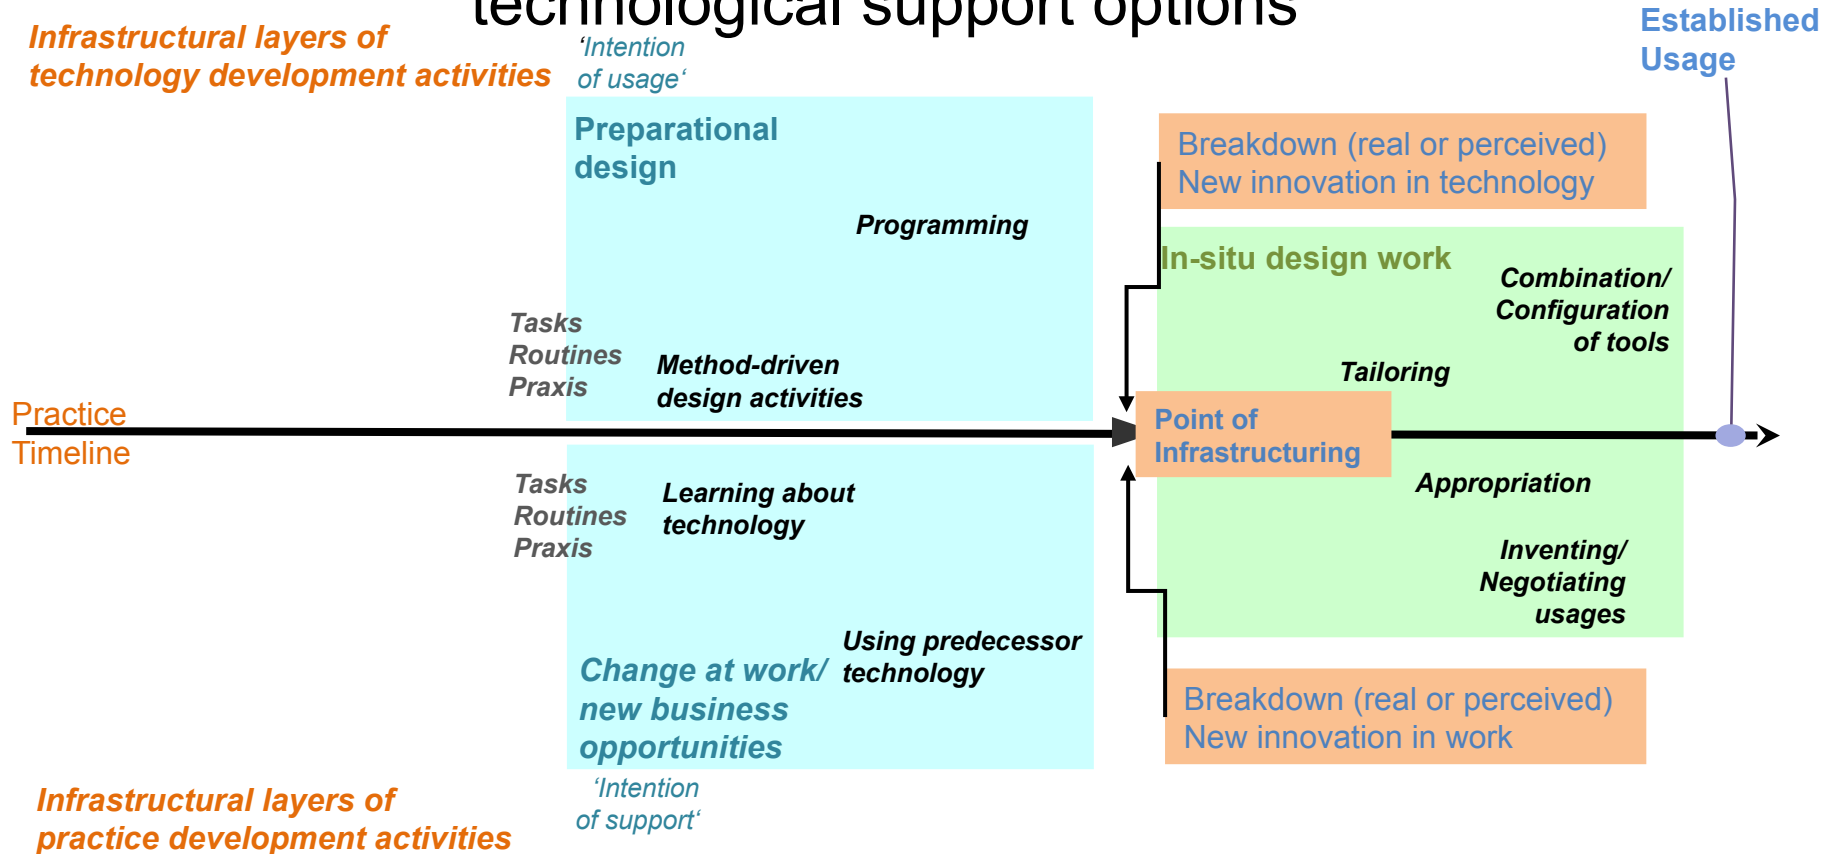 technological support options
Infrastructural layers of
technology development activities
'Intention
of usage‘
Established
Usage
Preparational
design
Programming
Tasks
Routines
Praxis
Method-driven
design activities
Breakdown (real or perceived)
New innovation in technology
In-situ design work
Combination/
Configuration
of tools
Tailoring
Practice
Timeline
Point of
Infrastructuring
Tasks
Routines
Praxis
Learning about
technology
Appropriation
Inventing/
Negotiating
usages
Using predecessor
technology
Change at work/
new business
opportunities
Breakdown (real or perceived)
New innovation in work
‘Intention
of support‘
Infrastructural layers of
practice development activities